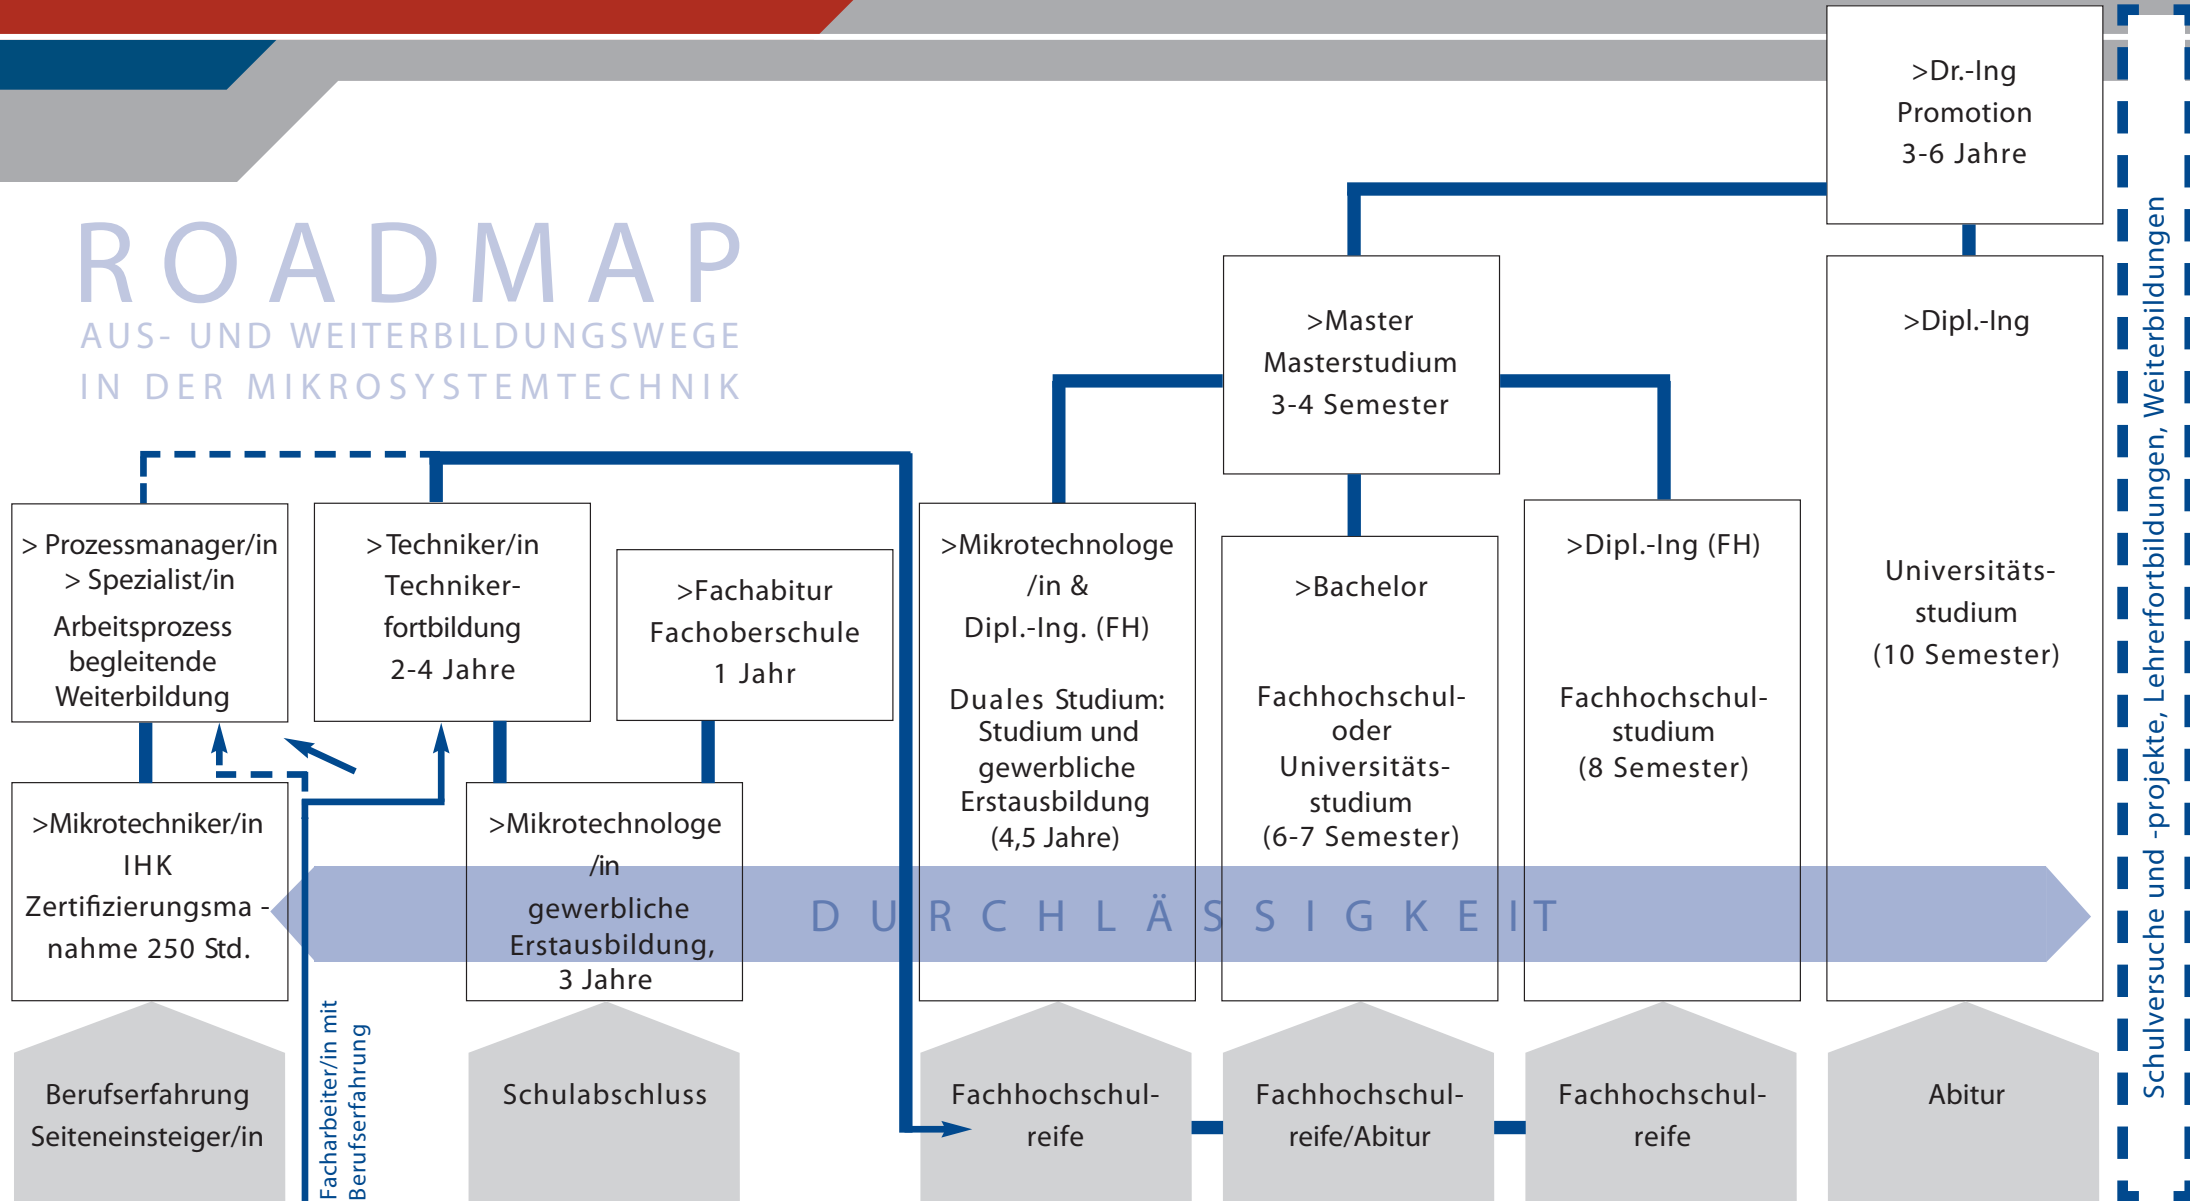 ROADMAP
AUS- UND WEITERBILDUNGSWEGE
IN DER MIKROSYSTEMTECHNIK
>Dr.-Ing
Promotion
3-6 Jahre
>Master
Masterstudium
3-4 Semester
> Prozessmanager/in
> Spezialist/in
Arbeitsprozess
begleitende
Weiterbildung
>Techniker/in
Techniker-
fortbildung
2-4 Jahre
>Fachabitur
Fachoberschule
1 Jahr
>Mikrotechnologe
/in &
Dipl.-Ing. (FH)
Duales Studium:
Studium und
gewerbliche
Erstausbildung
(4,5 Jahre)
>Bachelor
Fachhochschul-
oder
Universitäts-
studium
(6-7 Semester)
>Dipl.-Ing (FH)
Fachhochschul-
studium
(8 Semester)
>Dipl.-Ing
Universitäts-
studium
(10 Semester)
>Mikrotechniker/in
IHK
Zertifizierungsma -
nahme 250 Std.
>Mikrotechnologe
/in
gewerbliche
Erstausbildung,
3 Jahre
DURCHLÄSSIGKEIT
Berufserfahrung
Seiteneinsteiger/in
Facharbeiter/in mit
Berufserfahrung
Schulabschluss
Fachhochschul-
reife
Fachhochschul-
reife/Abitur
Fachhochschul-
reife
Abitur
Schulversuche und -projekte, Lehrerfortbildungen, Weiterbildungen